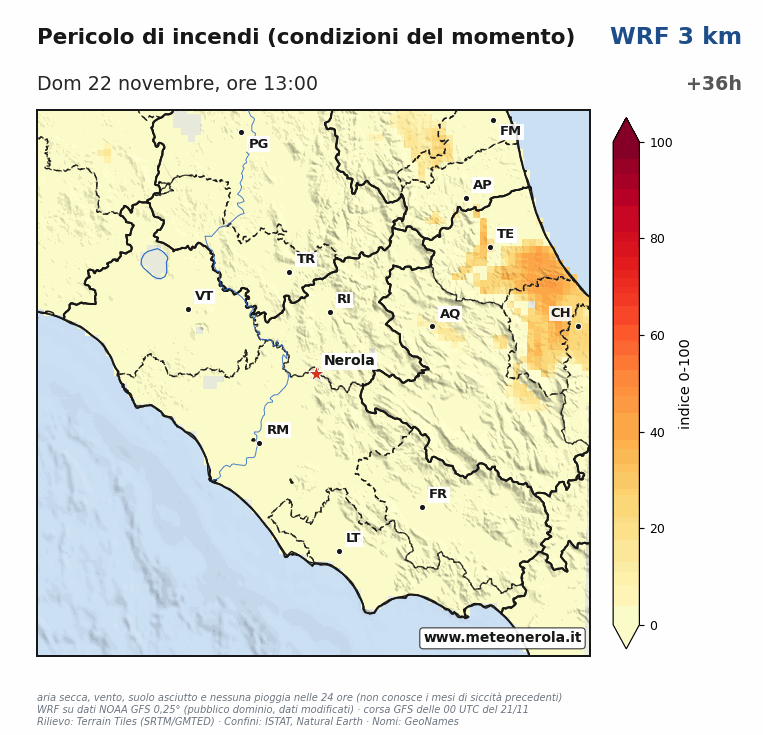 Pericolo di incendi (condizioni del momento) WRF 3 km
Dom 22 novembre, ore 13:00 +36h
FM
PG
AP
TE
TR
VT
RI
AQ
CH
Nerola
RM
FR
LT
www.meteonerola.it
100
80
60
40
20
0
indice 0-100
aria secca, vento, suolo asciutto e nessuna pioggia nelle 24 ore (non conosce i mesi di siccità precedenti)
WRF su dati NOAA GFS 0,25° (pubblico dominio, dati modificati) · corsa GFS delle 00 UTC del 21/11
Rilievo: Terrain Tiles (SRTM/GMTED) · Confini: ISTAT, Natural Earth · Nomi: GeoNames